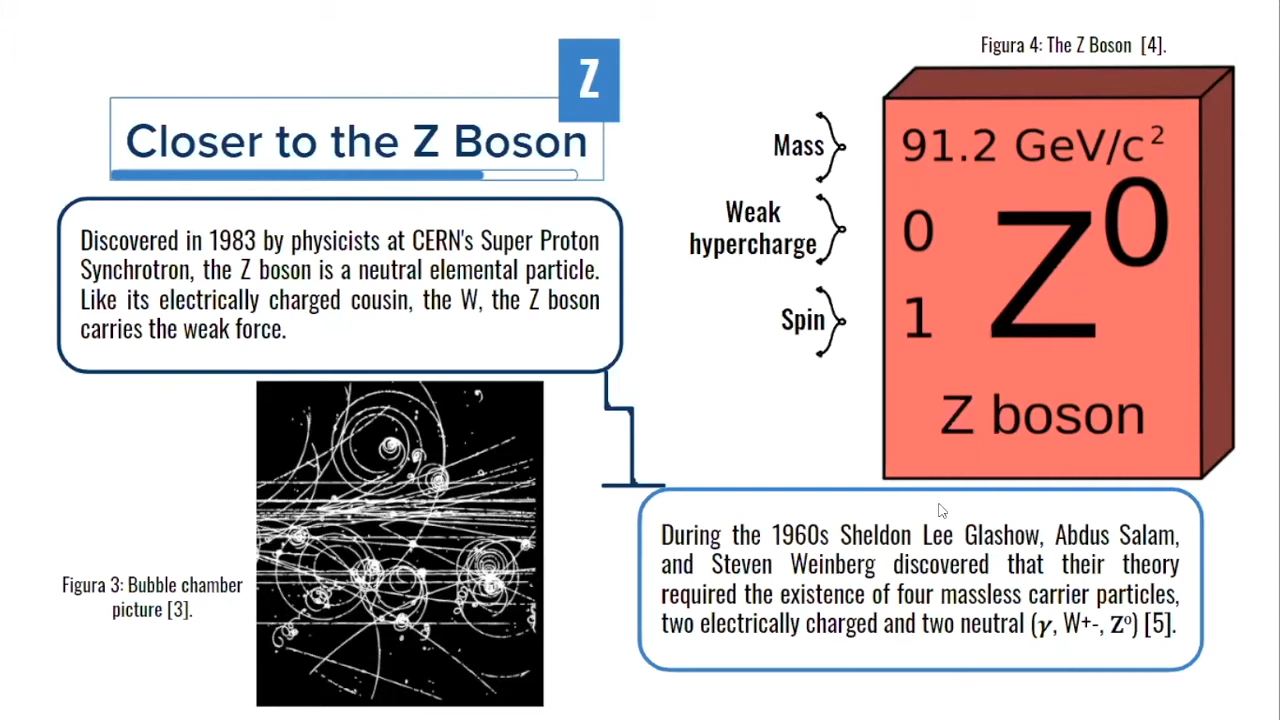 Z
Closer to the Z Boson
Discovered in 1983 by physicists at CERN's Super Proton
Synchrotron, the Z boson is a neutral elemental particle.
Like its electrically charged cousin, the W, the Z boson
carries the weak force.
Figura 3: Bubble chamber
picture [3].
Figura 4: The Z Boson [4].
Mass
Weak
hypercharge
Spin
91.2 GeV/c²
0
1
Z⁰
Z boson
During the 1960s Sheldon Lee Glashow, Abdus Salam,
and Steven Weinberg discovered that their theory
required the existence of four massless carrier particles,
two electrically charged and two neutral (γ, W+-, Z⁰) [5].